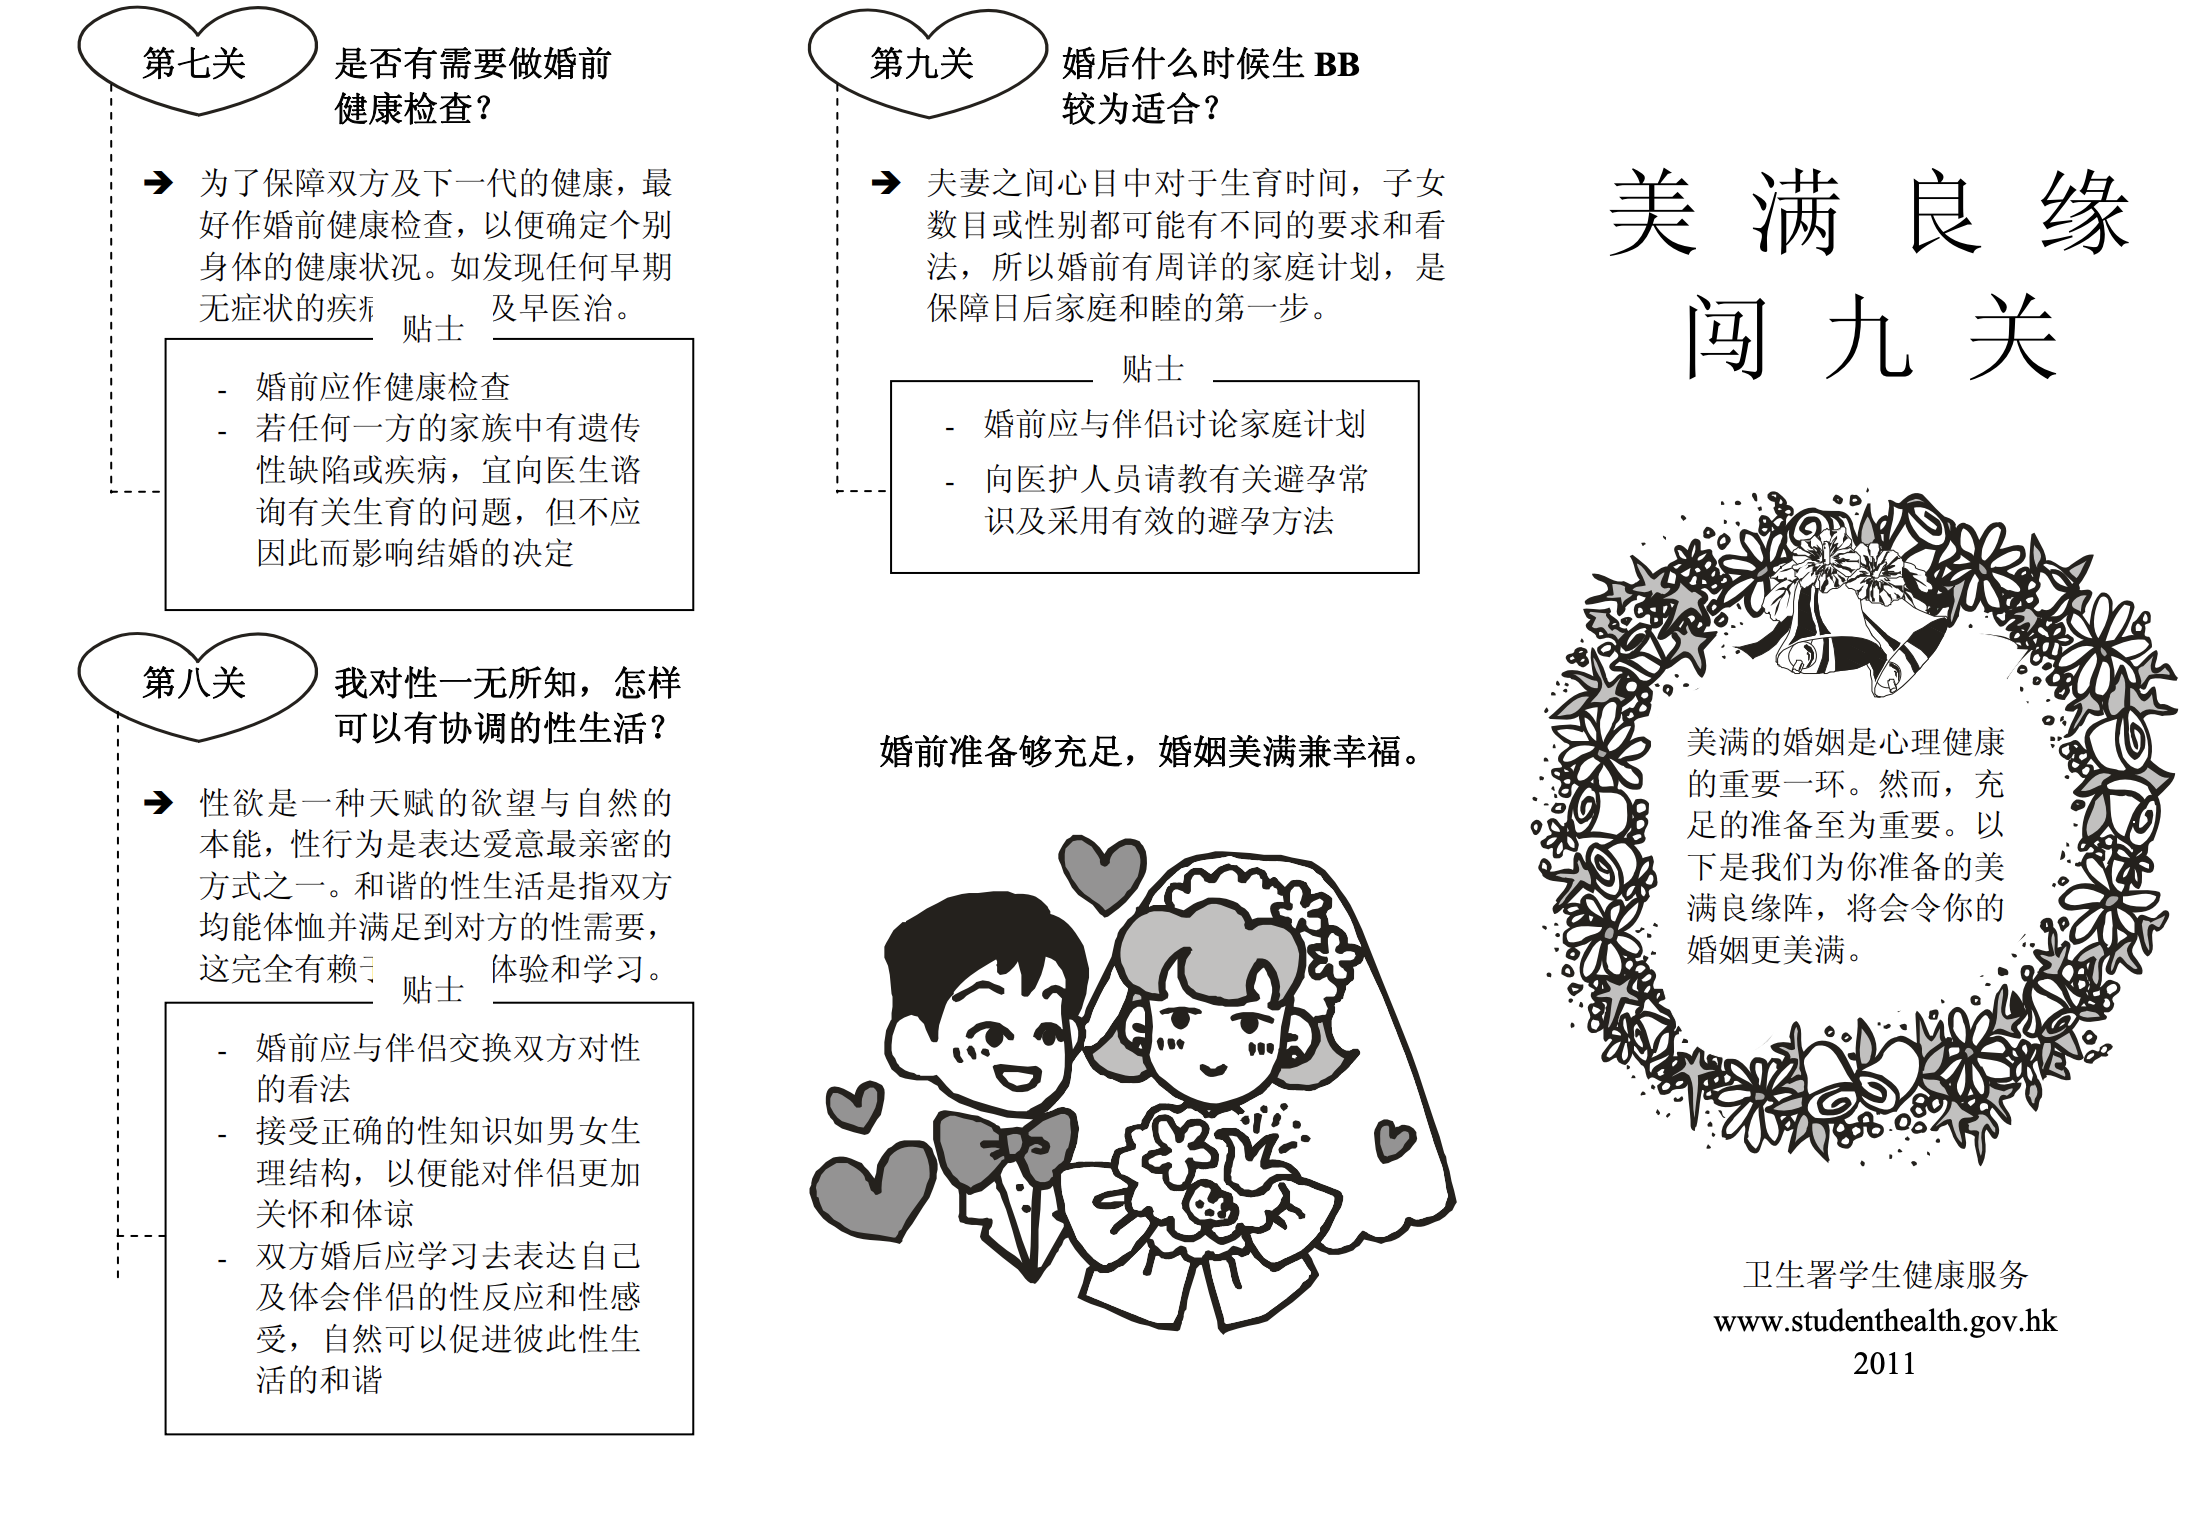 第七关
是否有需要做婚前
健康检查？
为了保障双方及下一代的健康，最
好作婚前健康检查，以便确定个别
身体的健康状况。如发现任何早期
无症状的疾 及早医治。
贴士
- 婚前应作健康检查
- 若任何一方的家族中有遗传
性缺陷或疾病，宜向医生谘
询有关生育的问题，但不应
因此而影响结婚的决定
第八关
我对性一无所知，怎样
可以有协调的性生活？
性欲是一种天赋的欲望与自然的
本能，性行为是表达爱意最亲密的
方式之一。和谐的性生活是指双方
均能体恤并满足到对方的性需要，
这完全有赖 体验和学习。
贴士
- 婚前应与伴侣交换双方对性
的看法
- 接受正确的性知识如男女生
理结构，以便能对伴侣更加
关怀和体谅
- 双方婚后应学习去表达自己
及体会伴侣的性反应和性感
受，自然可以促进彼此性生
活的和谐
第九关
婚后什么时候生 BB
较为适合？
夫妻之间心目中对于生育时间，子女
数目或性别都可能有不同的要求和看
法，所以婚前有周详的家庭计划，是
保障日后家庭和睦的第一步。
贴士
- 婚前应与伴侣讨论家庭计划
- 向医护人员请教有关避孕常
识及采用有效的避孕方法
婚前准备够充足，婚姻美满兼幸福。
美满良缘
闯九关
美满的婚姻是心理健康
的重要一环。然而，充
足的准备至为重要。以
下是我们为你准备的美
满良缘阵，将会令你的
婚姻更美满。
卫生署学生健康服务
www.studenthealth.gov.hk
2011